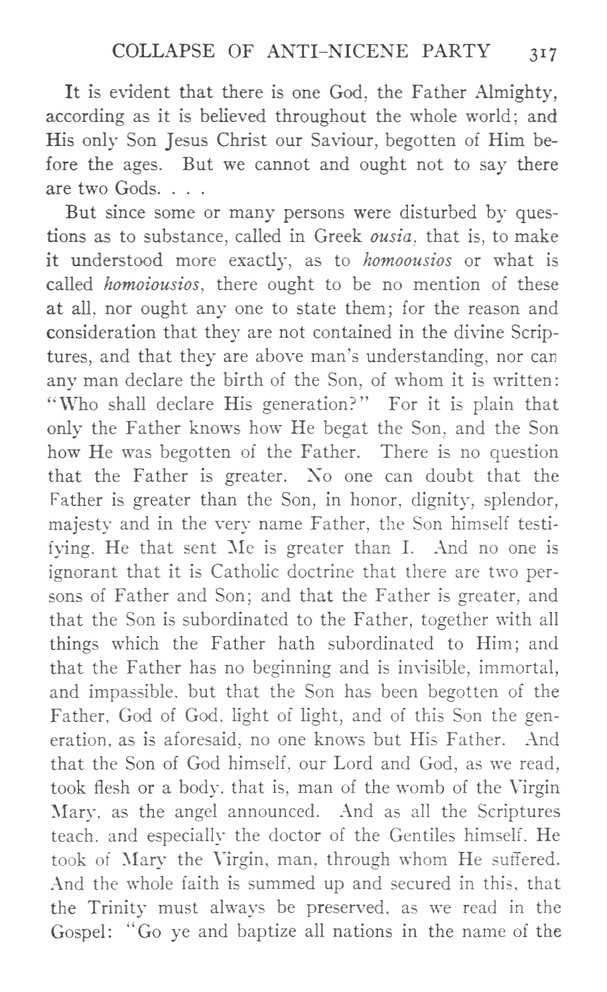 COLLAPSE OF ANTI-NICENE PARTY 317
It is evident that there is one God, the Father Almighty,
according as it is believed throughout the whole world; and
His only Son Jesus Christ our Saviour, begotten of Him be-
fore the ages. But we cannot and ought not to say there
are two Gods. . . .
But since some or many persons were disturbed by ques-
tions as to substance, called in Greek ousia, that is, to make
it understood more exactly, as to homoousios or what is
called homoiousios, there ought to be no mention of these
at all, nor ought any one to state them; for the reason and
consideration that they are not contained in the divine Scrip-
tures, and that they are above man's understanding, nor can
any man declare the birth of the Son, of whom it is written:
"Who shall declare His generation?" For it is plain that
only the Father knows how He begat the Son, and the Son
how He was begotten of the Father. There is no question
that the Father is greater. No one can doubt that the
Father is greater than the Son, in honor, dignity, splendor,
majesty and in the very name Father, the Son himself testi-
fying, He that sent Me is greater than I. And no one is
ignorant that it is Catholic doctrine that there are two per-
sons of Father and Son; and that the Father is greater, and
that the Son is subordinated to the Father, together with all
things which the Father hath subordinated to Him; and
that the Father has no beginning and is invisible, immortal,
and impassible, but that the Son has been begotten of the
Father, God of God, light of light, and of this Son the gen-
eration, as is aforesaid, no one knows but His Father. And
that the Son of God himself, our Lord and God, as we read,
took flesh or a body, that is, man of the womb of the Virgin
Mary, as the angel announced. And as all the Scriptures
teach, and especially the doctor of the Gentiles himself, He
took of Mary the Virgin, man, through whom He suffered.
And the whole faith is summed up and secured in this, that
the Trinity must always be preserved, as we read in the
Gospel: "Go ye and baptize all nations in the name of the